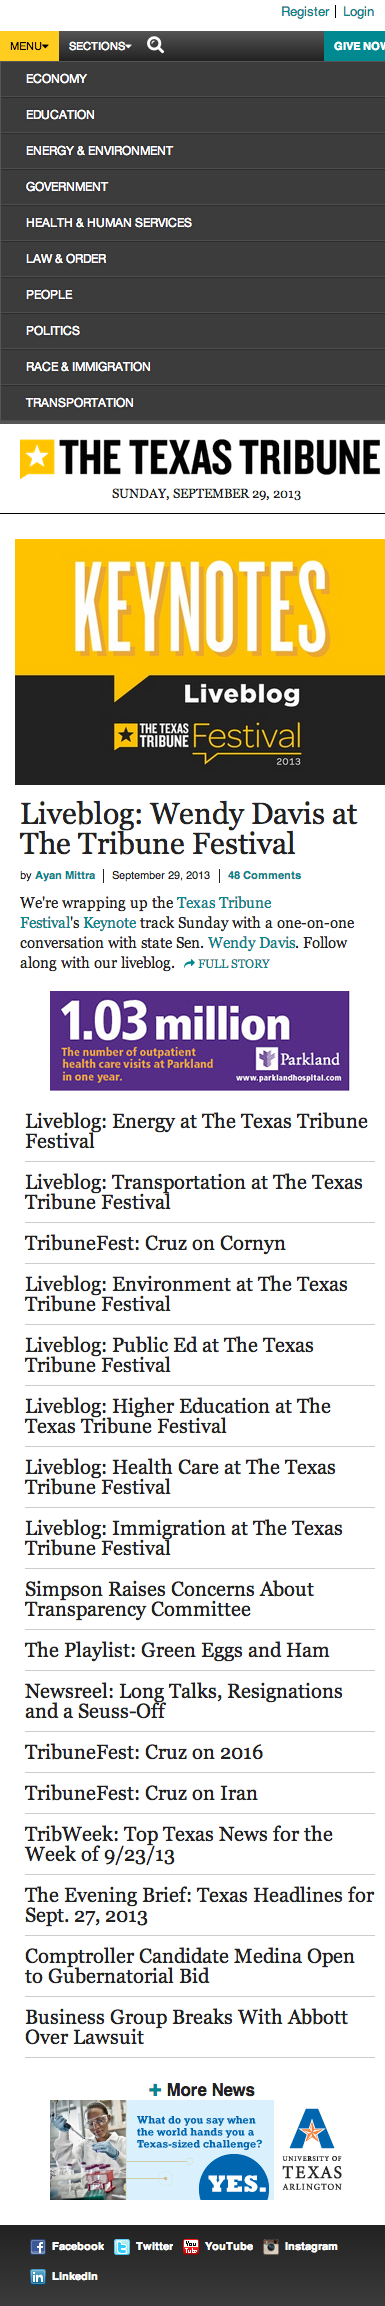 Register | Login
MENU SECTIONS GIVE NOW
ECONOMY
EDUCATION
ENERGY & ENVIRONMENT
GOVERNMENT
HEALTH & HUMAN SERVICES
LAW & ORDER
PEOPLE
POLITICS
RACE & IMMIGRATION
TRANSPORTATION
THE TEXAS TRIBUNE
SUNDAY, SEPTEMBER 29, 2013
KEYNOTES
Liveblog
THE TEXAS TRIBUNE Festival
2013
Liveblog: Wendy Davis at
The Tribune Festival
by Ayan Mittra | September 29, 2013 | 48 Comments
We're wrapping up the Texas Tribune
Festival's Keynote track Sunday with a one-on-one
conversation with state Sen. Wendy Davis. Follow
along with our liveblog. FULL STORY
1.03 million
The number of outpatient
health care visits at Parkland
in one year.
Parkland
www.parklandhospital.com
Liveblog: Energy at The Texas Tribune
Festival
Liveblog: Transportation at The Texas
Tribune Festival
TribuneFest: Cruz on Cornyn
Liveblog: Environment at The Texas
Tribune Festival
Liveblog: Public Ed at The Texas
Tribune Festival
Liveblog: Higher Education at The
Texas Tribune Festival
Liveblog: Health Care at The Texas
Tribune Festival
Liveblog: Immigration at The Texas
Tribune Festival
Simpson Raises Concerns About
Transparency Committee
The Playlist: Green Eggs and Ham
Newsreel: Long Talks, Resignations
and a Seuss-Off
TribuneFest: Cruz on 2016
TribuneFest: Cruz on Iran
TribWeek: Top Texas News for the
Week of 9/23/13
The Evening Brief: Texas Headlines for
Sept. 27, 2013
Comptroller Candidate Medina Open
to Gubernatorial Bid
Business Group Breaks With Abbott
Over Lawsuit
+ More News
What do you say when
the world hands you a
Texas-sized challenge?
YES.
UNIVERSITY OF
TEXAS
ARLINGTON
Facebook Twitter YouTube Instagram
LinkedIn